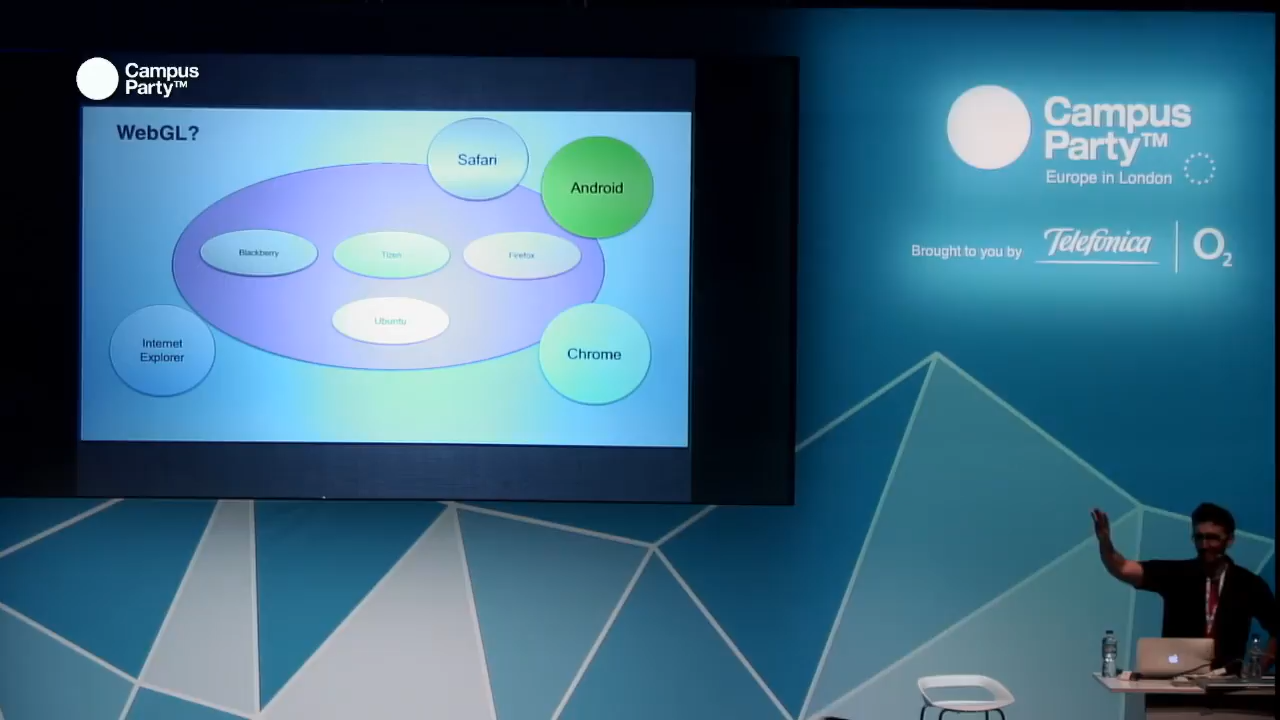 Campus
Party™
WebGL?
Safari
Android
Blackberry
Tizen
Firefox
Ubuntu
Internet
Explorer
Chrome
Campus
Party™
Europe in London
Brought to you by
Telefónica
O2